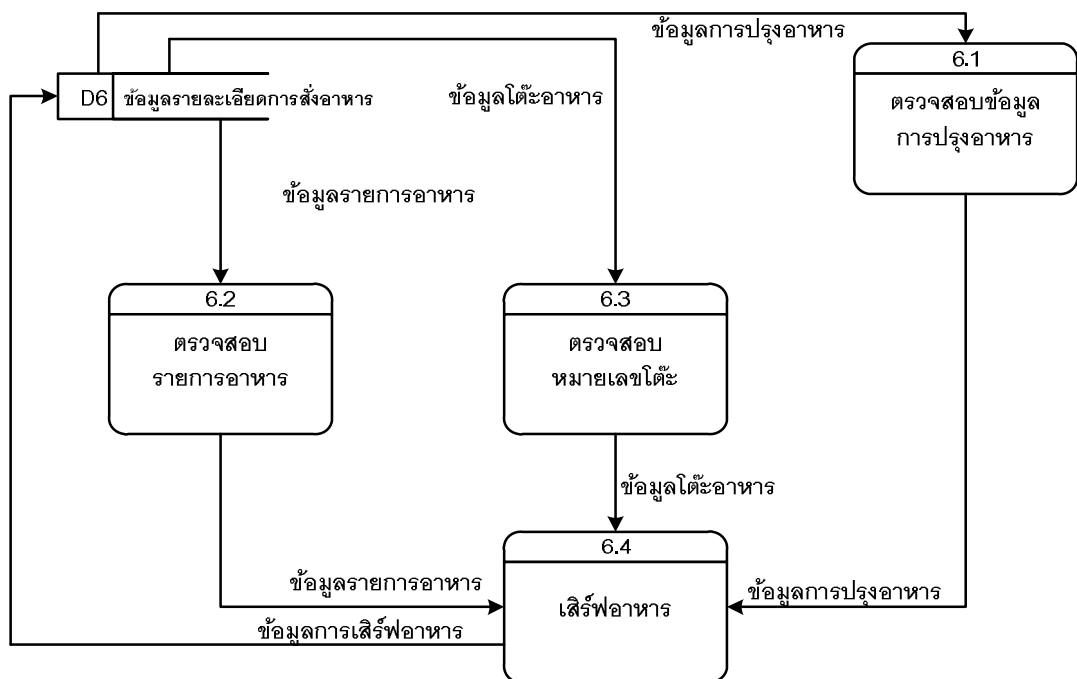 ข้อมูลการปรุงอาหาร
6.1
ตรวจสอบข้อมูล
การปรุงอาหาร
D6 ข้อมูลรายละเอียดการสั่งอาหาร
ข้อมูลโต๊ะอาหาร
ข้อมูลรายการอาหาร
6.2
ตรวจสอบ
รายการอาหาร
6.3
ตรวจสอบ
หมายเลขโต๊ะ
ข้อมูลโต๊ะอาหาร
6.4
เสิร์ฟอาหาร
ข้อมูลรายการอาหาร
ข้อมูลการปรุงอาหาร
ข้อมูลการเสิร์ฟอาหาร